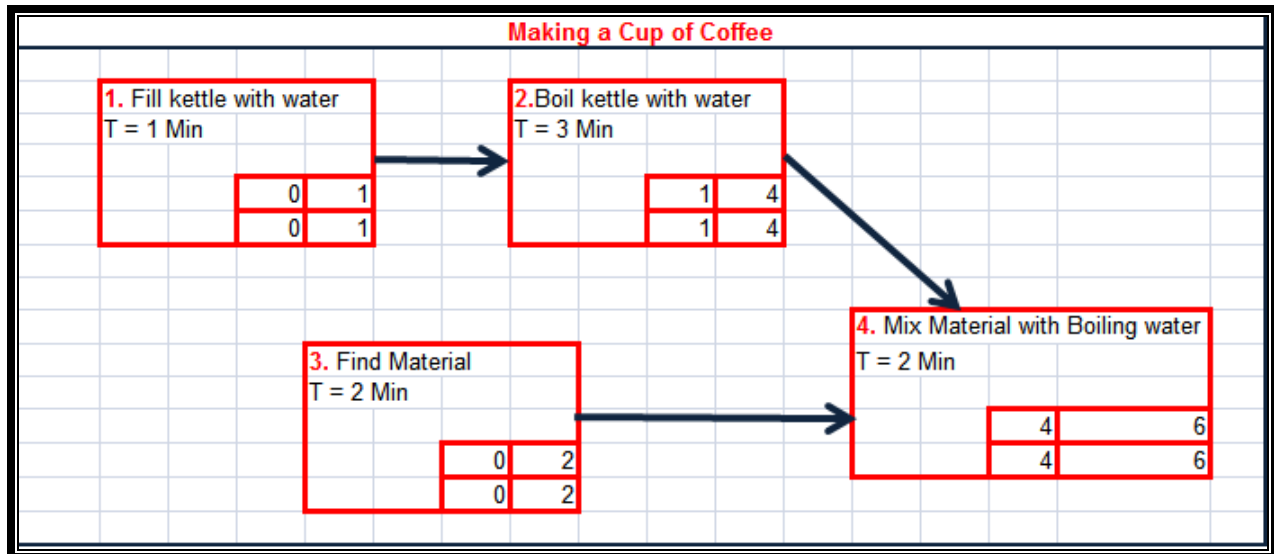 Making a Cup of Coffee
1. Fill kettle with water
T = 1 Min
0 1
0 1
2.Boil kettle with water
T = 3 Min
1 4
1 4
3. Find Material
T = 2 Min
0 2
0 2
4. Mix Material with Boiling water
T = 2 Min
4 6
4 6